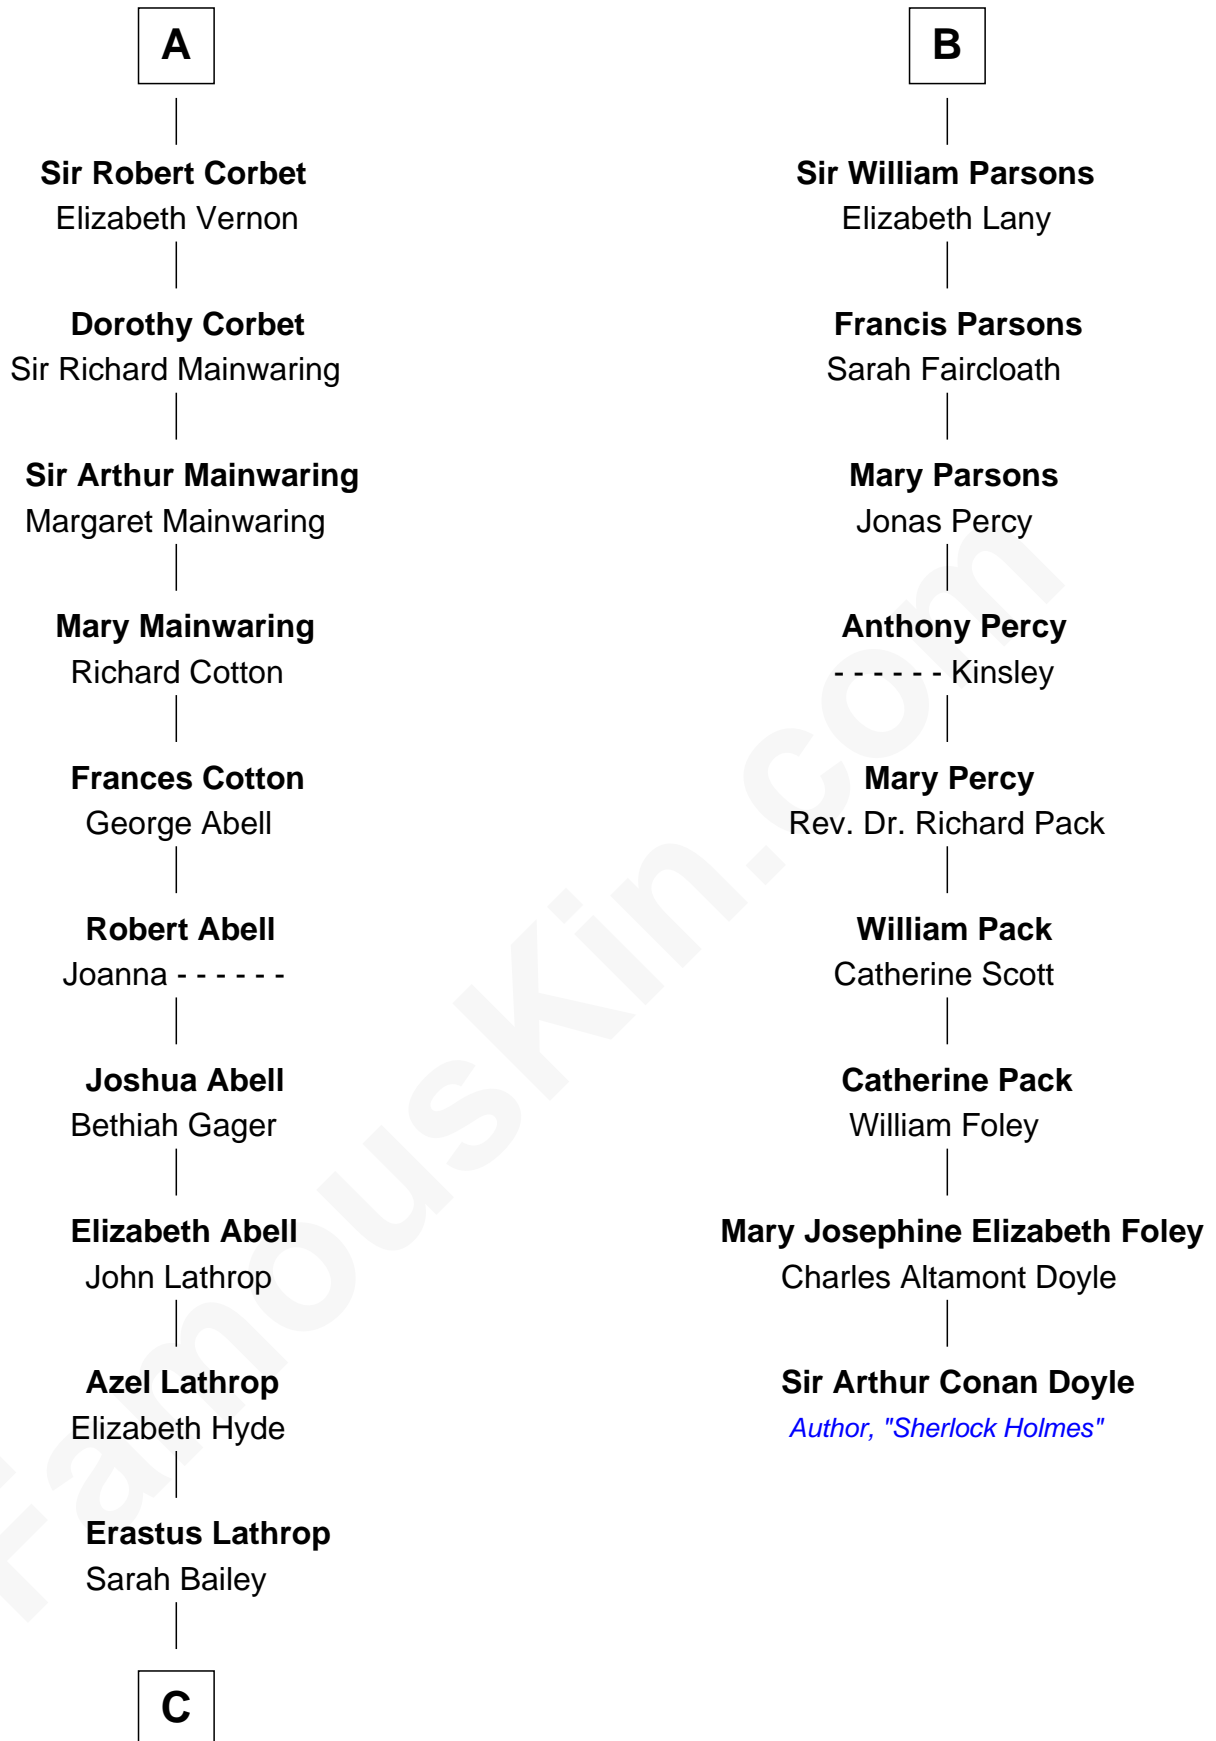 A
Sir Robert Corbet
Elizabeth Vernon
Dorothy Corbet
Sir Richard Mainwaring
Sir Arthur Mainwaring
Margaret Mainwaring
Mary Mainwaring
Richard Cotton
Frances Cotton
George Abell
Robert Abell
Joanna - - - - - -
Joshua Abell
Bethiah Gager
Elizabeth Abell
John Lathrop
Azel Lathrop
Elizabeth Hyde
Erastus Lathrop
Sarah Bailey
C
B
Sir William Parsons
Elizabeth Lany
Francis Parsons
Sarah Faircloath
Mary Parsons
Jonas Percy
Anthony Percy
- - - - - - Kinsley
Mary Percy
Rev. Dr. Richard Pack
William Pack
Catherine Scott
Catherine Pack
William Foley
Mary Josephine Elizabeth Foley
Charles Altamont Doyle
Sir Arthur Conan Doyle
Author, "Sherlock Holmes"
FamousKin.com